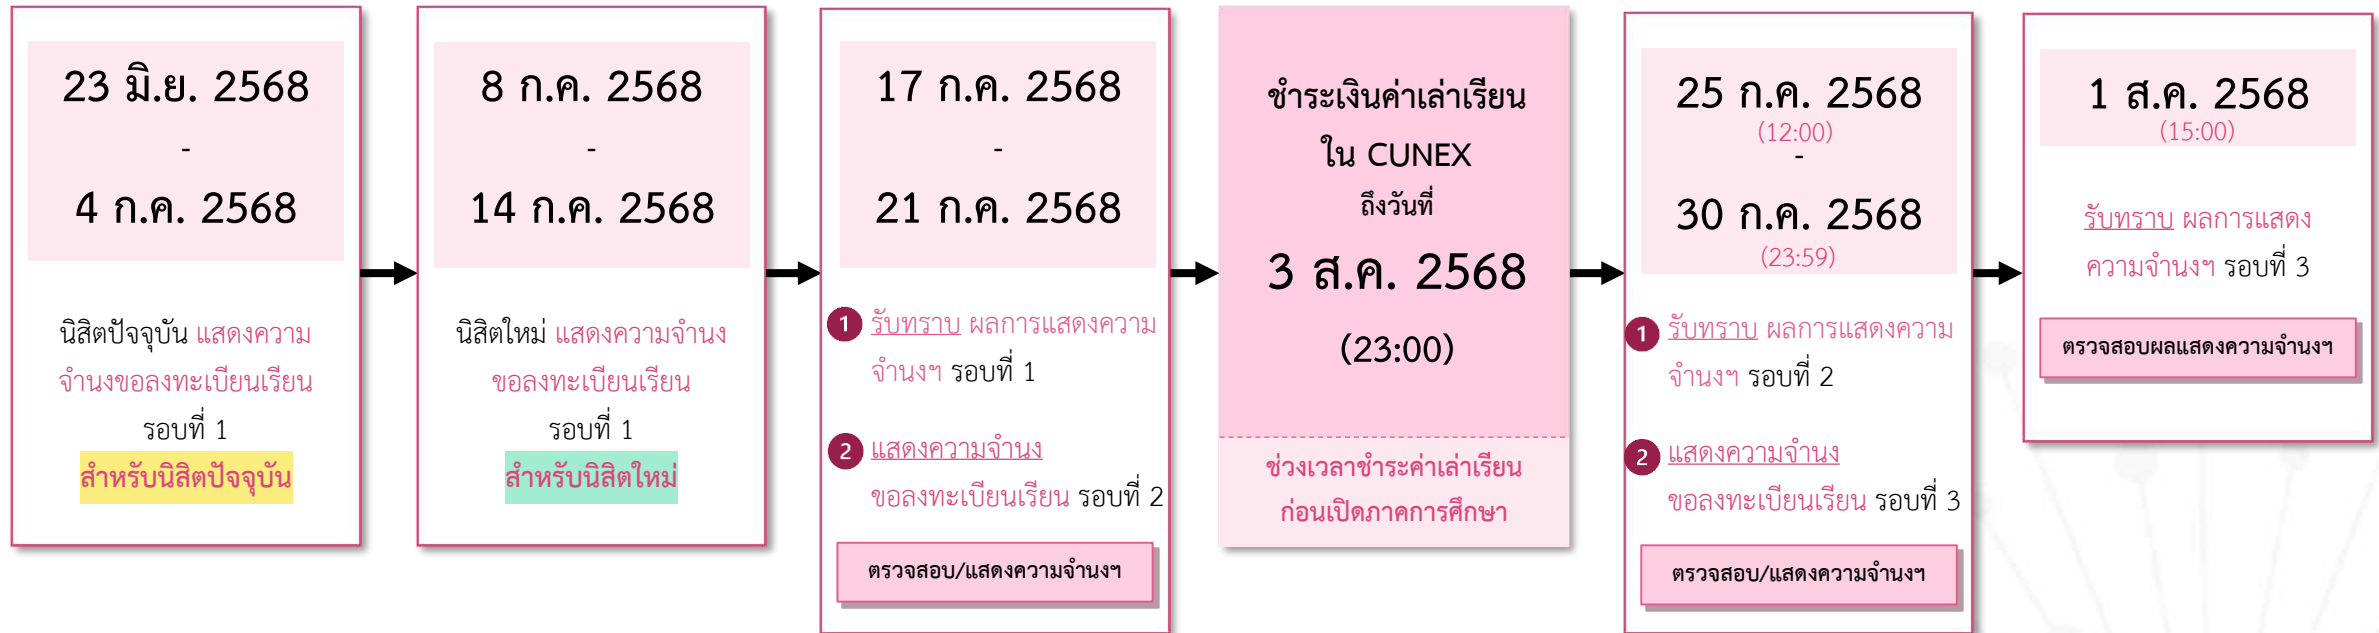 23 มิ.ย. 2568
-
4 ก.ค. 2568
นิสิตปัจจุบัน แสดงความ
จำนงขอลงทะเบียนเรียน
รอบที่ 1
สำหรับนิสิตปัจจุบัน
8 ก.ค. 2568
-
14 ก.ค. 2568
นิสิตใหม่ แสดงความจำนง
ขอลงทะเบียนเรียน
รอบที่ 1
สำหรับนิสิตใหม่
17 ก.ค. 2568
-
21 ก.ค. 2568
1 รับทราบ ผลการแสดงความ
จำนงฯ รอบที่ 1
2 แสดงความจำนง
ขอลงทะเบียนเรียน รอบที่ 2
ตรวจสอบ/แสดงความจำนงฯ
ชำระเงินค่าเล่าเรียน
ใน CUNEX
ถึงวันที่
3 ส.ค. 2568
(23:00)
ช่วงเวลาชำระค่าเล่าเรียน
ก่อนเปิดภาคการศึกษา
25 ก.ค. 2568
(12:00)
-
30 ก.ค. 2568
(23:59)
1 รับทราบ ผลการแสดงความ
จำนงฯ รอบที่ 2
2 แสดงความจำนง
ขอลงทะเบียนเรียน รอบที่ 3
ตรวจสอบ/แสดงความจำนงฯ
1 ส.ค. 2568
(15:00)
รับทราบ ผลการแสดง
ความจำนงฯ รอบที่ 3
ตรวจสอบผลแสดงความจำนงฯ